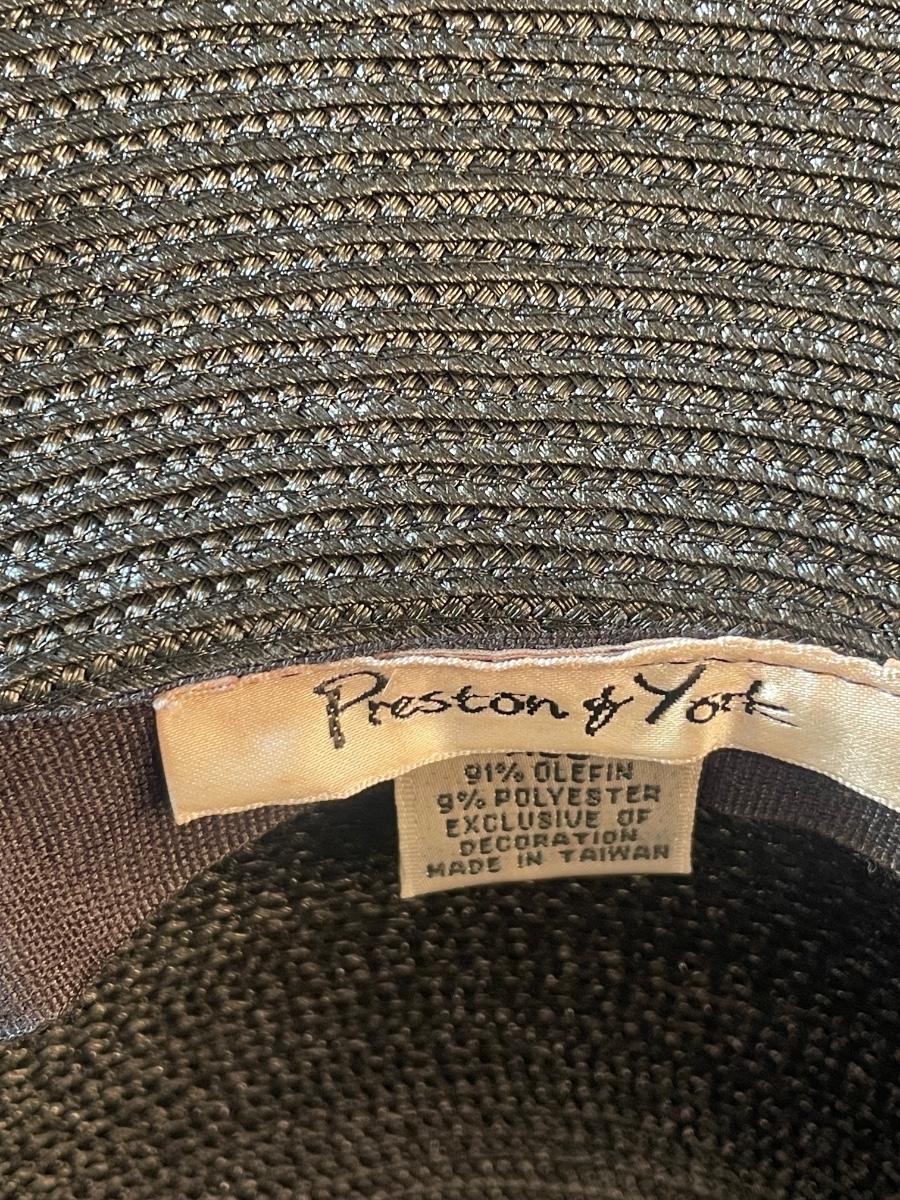 Preston & York
91% OLEFIN
9% POLYESTER
EXCLUSIVE OF
DECORATION
MADE IN TAIWAN